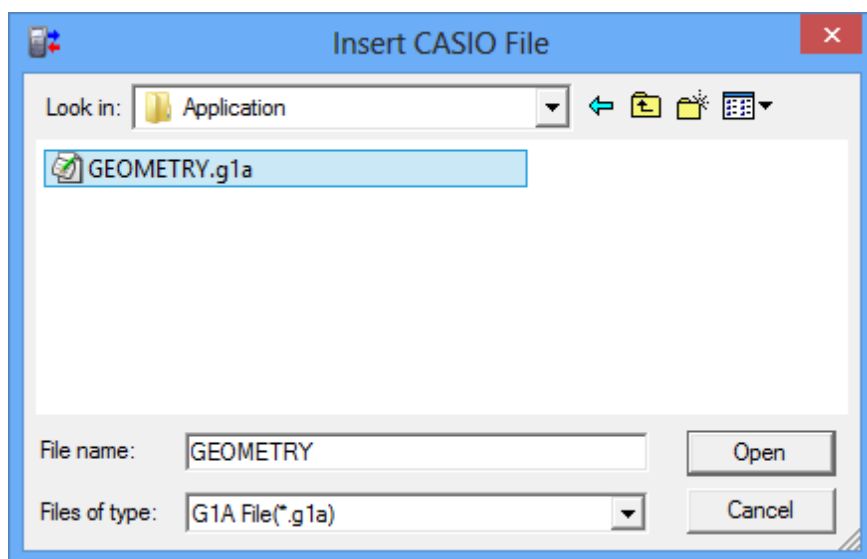 Insert CASIO File
Look in: Application
GEOMETRY.g1a
File name: GEOMETRY Open
Files of type: G1A File(*.g1a) Cancel